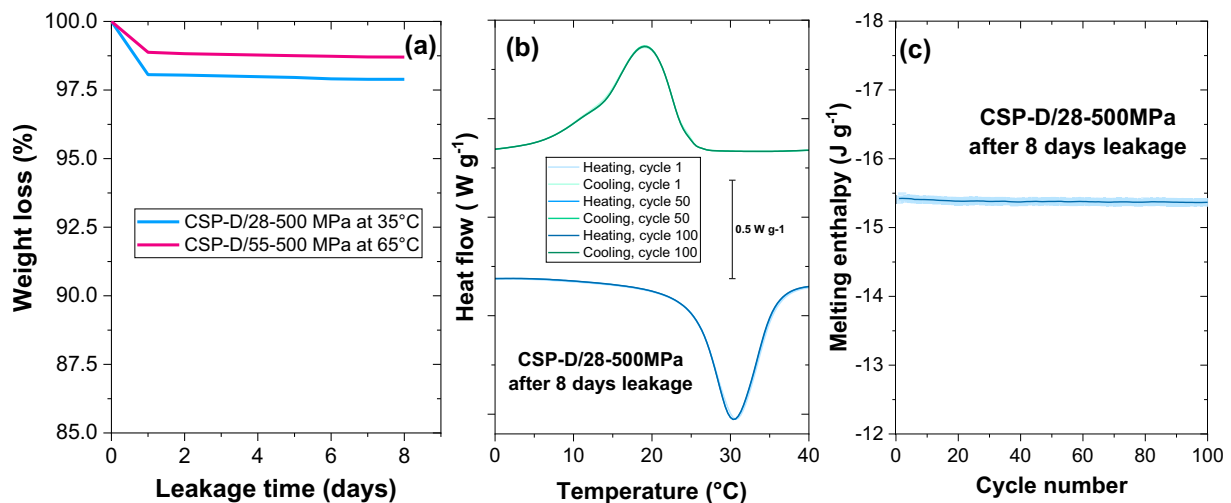 (a)
100.0
97.5
95.0
92.5
90.0
87.5
85.0
Weight loss (%)
CSP-D/28-500 MPa at 35°C
CSP-D/55-500 MPa at 65°C
0
2
4
6
8
Leakage time (days)
(b)
Heat flow ( W g-1)
Heating, cycle 1
Cooling, cycle 1
Heating, cycle 50
Cooling, cycle 50
Heating, cycle 100
Cooling, cycle 100
0.5 W g-1
CSP-D/28-500MPa
after 8 days leakage
0
10
20
30
40
Temperature (°C)
(c)
-18
-17
-16
-15
-14
-13
-12
Melting enthalpy (J g-1)
CSP-D/28-500MPa
after 8 days leakage
0
20
40
60
80
100
Cycle number